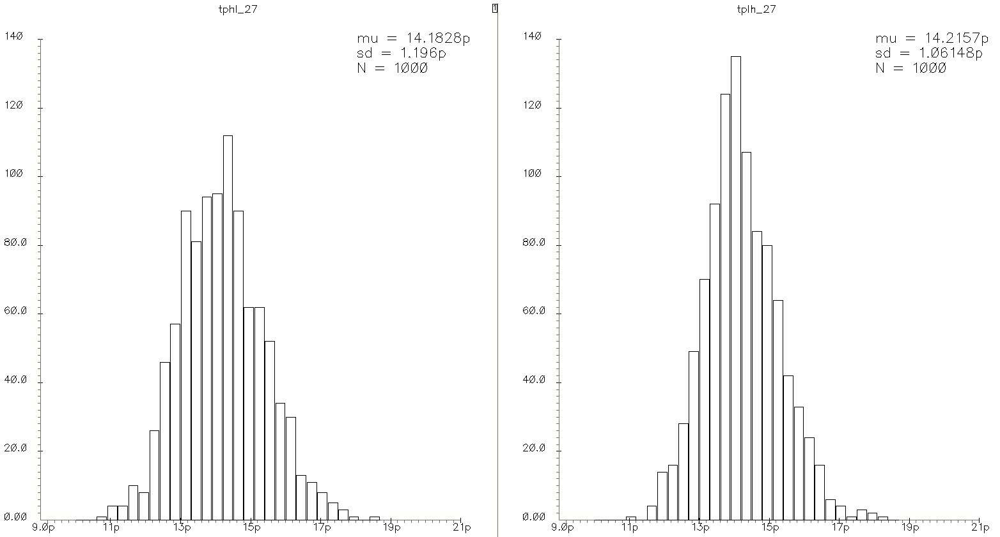 tphl_27
mu = 14.1828p
sd = 1.196p
N = 1000
140
120
100
80.0
60.0
40.0
20.0
0.00
9.0p 11p 13p 15p 17p 19p 21p
1
tplh_27
mu = 14.2157p
sd = 1.06148p
N = 1000
140
120
100
80.0
60.0
40.0
20.0
0.00
9.0p 11p 13p 15p 17p 19p 21p